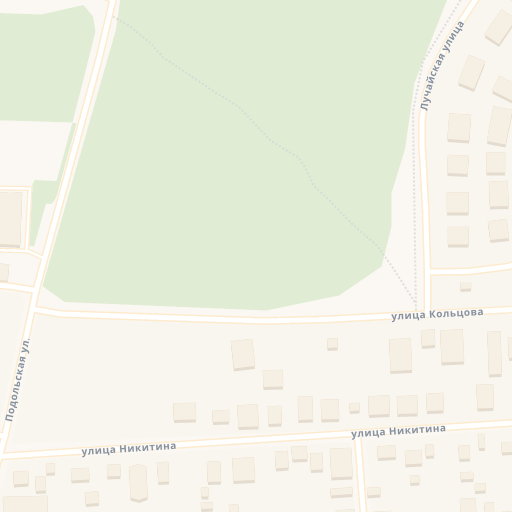 Лучайская улица
улица Кольцова
Подольская ул.
улица Никитина
улица Никитина